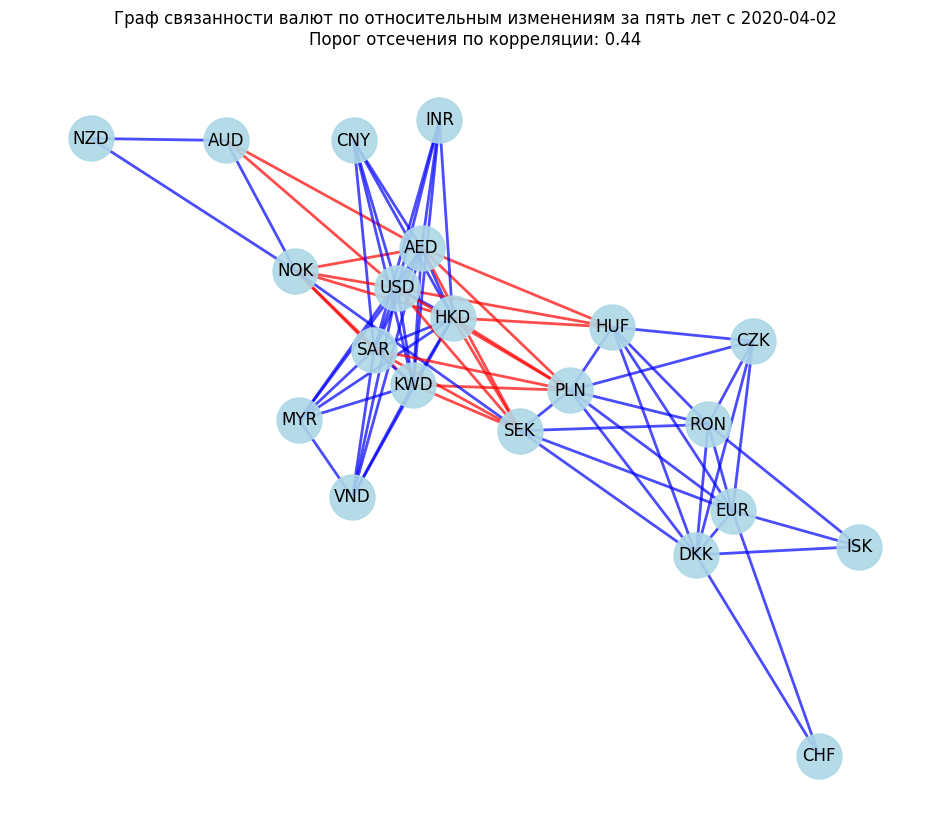 Граф связанности валют по относительным изменениям за пять лет с 2020-04-02
Порог отсечения по корреляции: 0.44
INR
NZD
AUD
CNY
AED
NOK
USD
HKD
HUF
CZK
SAR
KWD
PLN
MYR
RON
SEK
VND
EUR
ISK
DKK
CHF